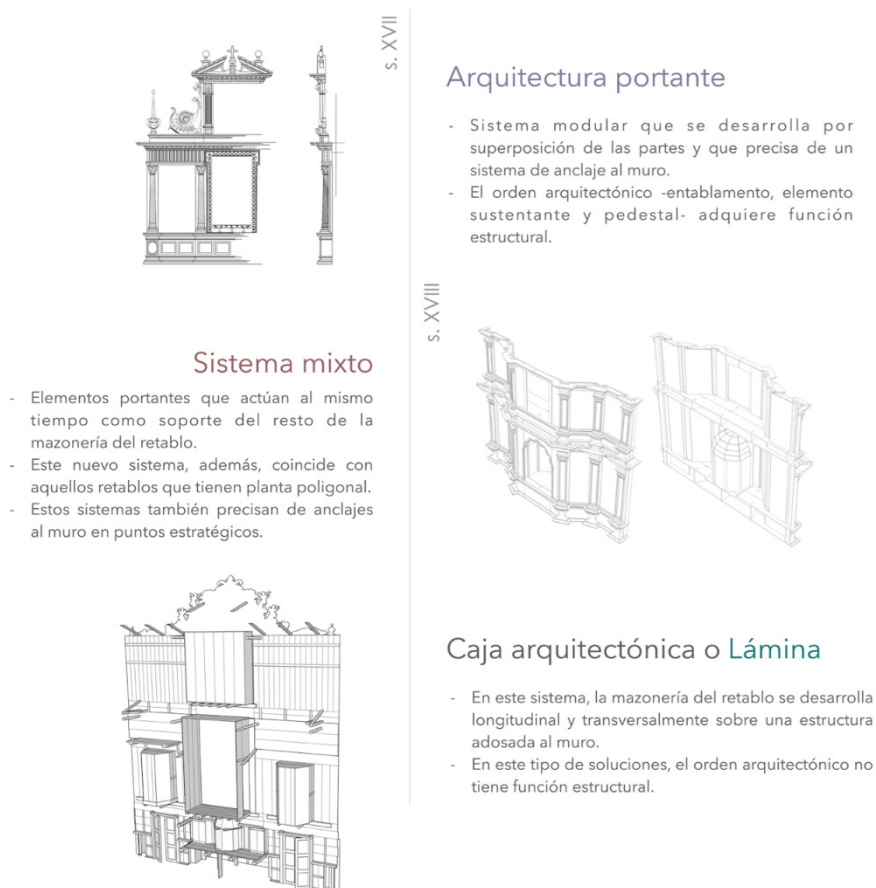 s. XVII
Arquitectura portante
- Sistema modular que se desarrolla por
superposición de las partes y que precisa de un
sistema de anclaje al muro.
- El orden arquitectónico -entablamento, elemento
sustentante y pedestal- adquiere función
estructural.
s. XVIII
Sistema mixto
- Elementos portantes que actúan al mismo
tiempo como soporte del resto de la
mazonería del retablo.
- Este nuevo sistema, además, coincide con
aquellos retablos que tienen planta poligonal.
- Estos sistemas también precisan de anclajes
al muro en puntos estratégicos.
Caja arquitectónica o Lámina
- En este sistema, la mazonería del retablo se desarrolla
longitudinal y transversalmente sobre una estructura
adosada al muro.
- En este tipo de soluciones, el orden arquitectónico no
tiene función estructural.